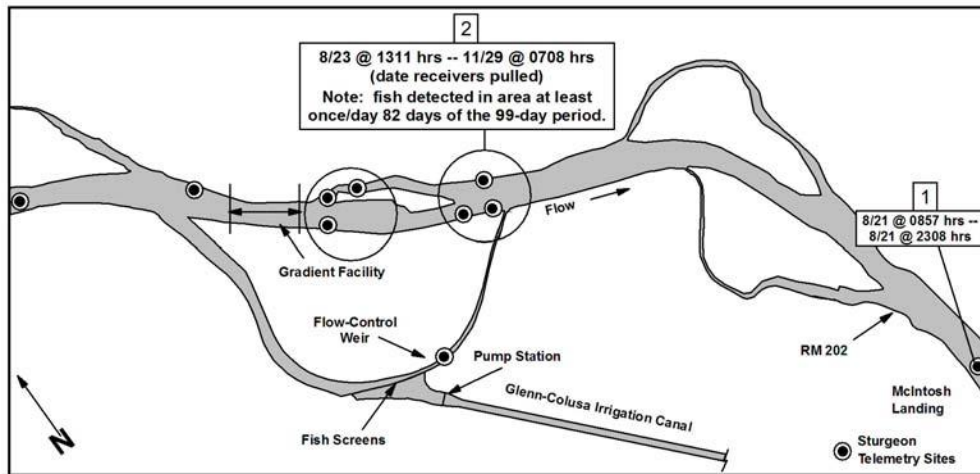 2
8/23 @ 1311 hrs -- 11/29 @ 0708 hrs
(date receivers pulled)
Note: fish detected in area at least
once/day 82 days of the 99-day period.
Flow
1
8/21 @ 0857 hrs --
8/21 @ 2308 hrs
Gradient Facility
Flow-Control
Weir
Pump Station
RM 202
Glenn-Colusa Irrigation Canal
McIntosh
Landing
Fish Screens
N
Sturgeon
Telemetry Sites